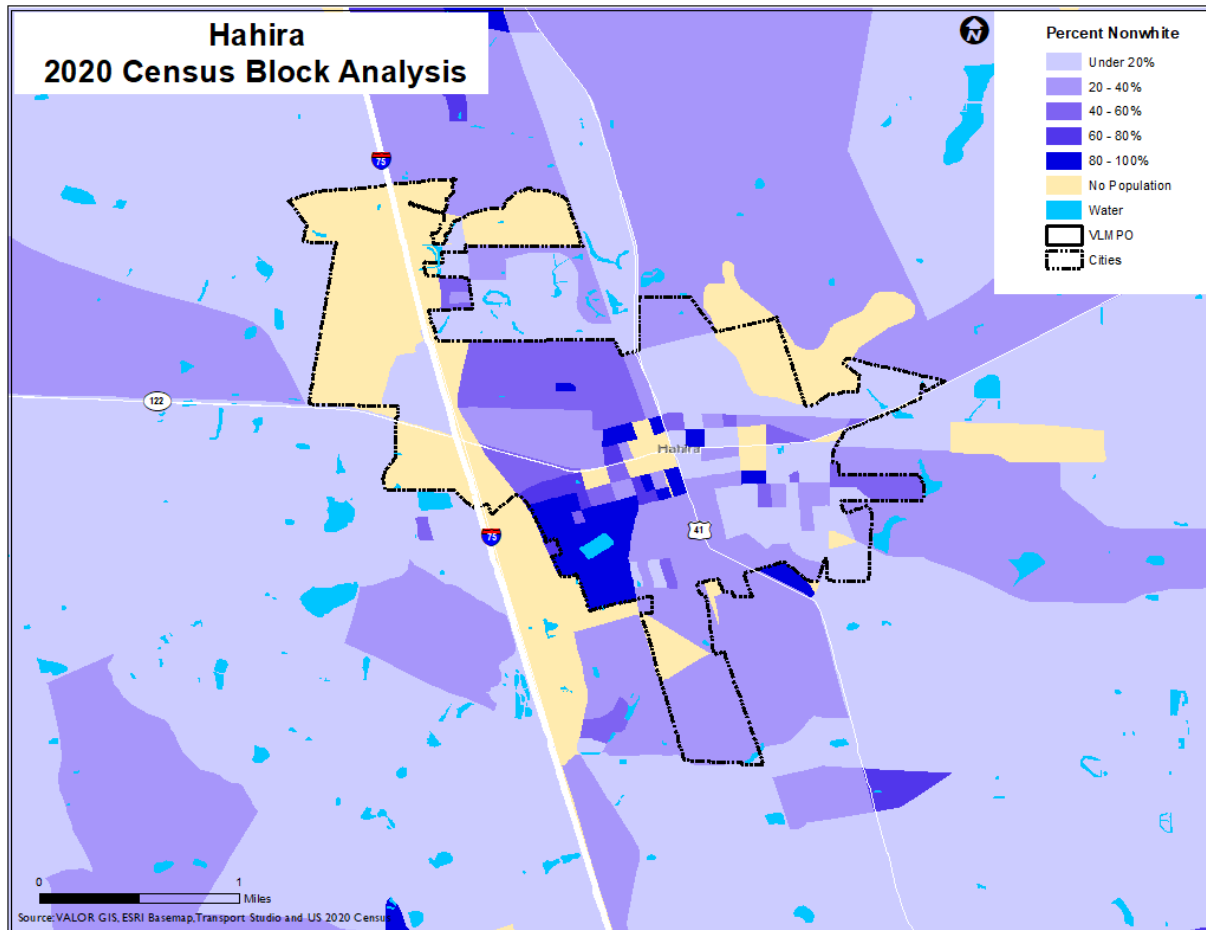 Hahira
2020 Census Block Analysis
N
Percent Nonwhite
Under 20%
20 - 40%
40 - 60%
60 - 80%
80 - 100%
No Population
Water
VLMPO
Cities
75
122
Hahira
41
75
0 1
Miles
Source:VALOR GIS, ESRI Basemap,Transport Studio and US 2020 Census